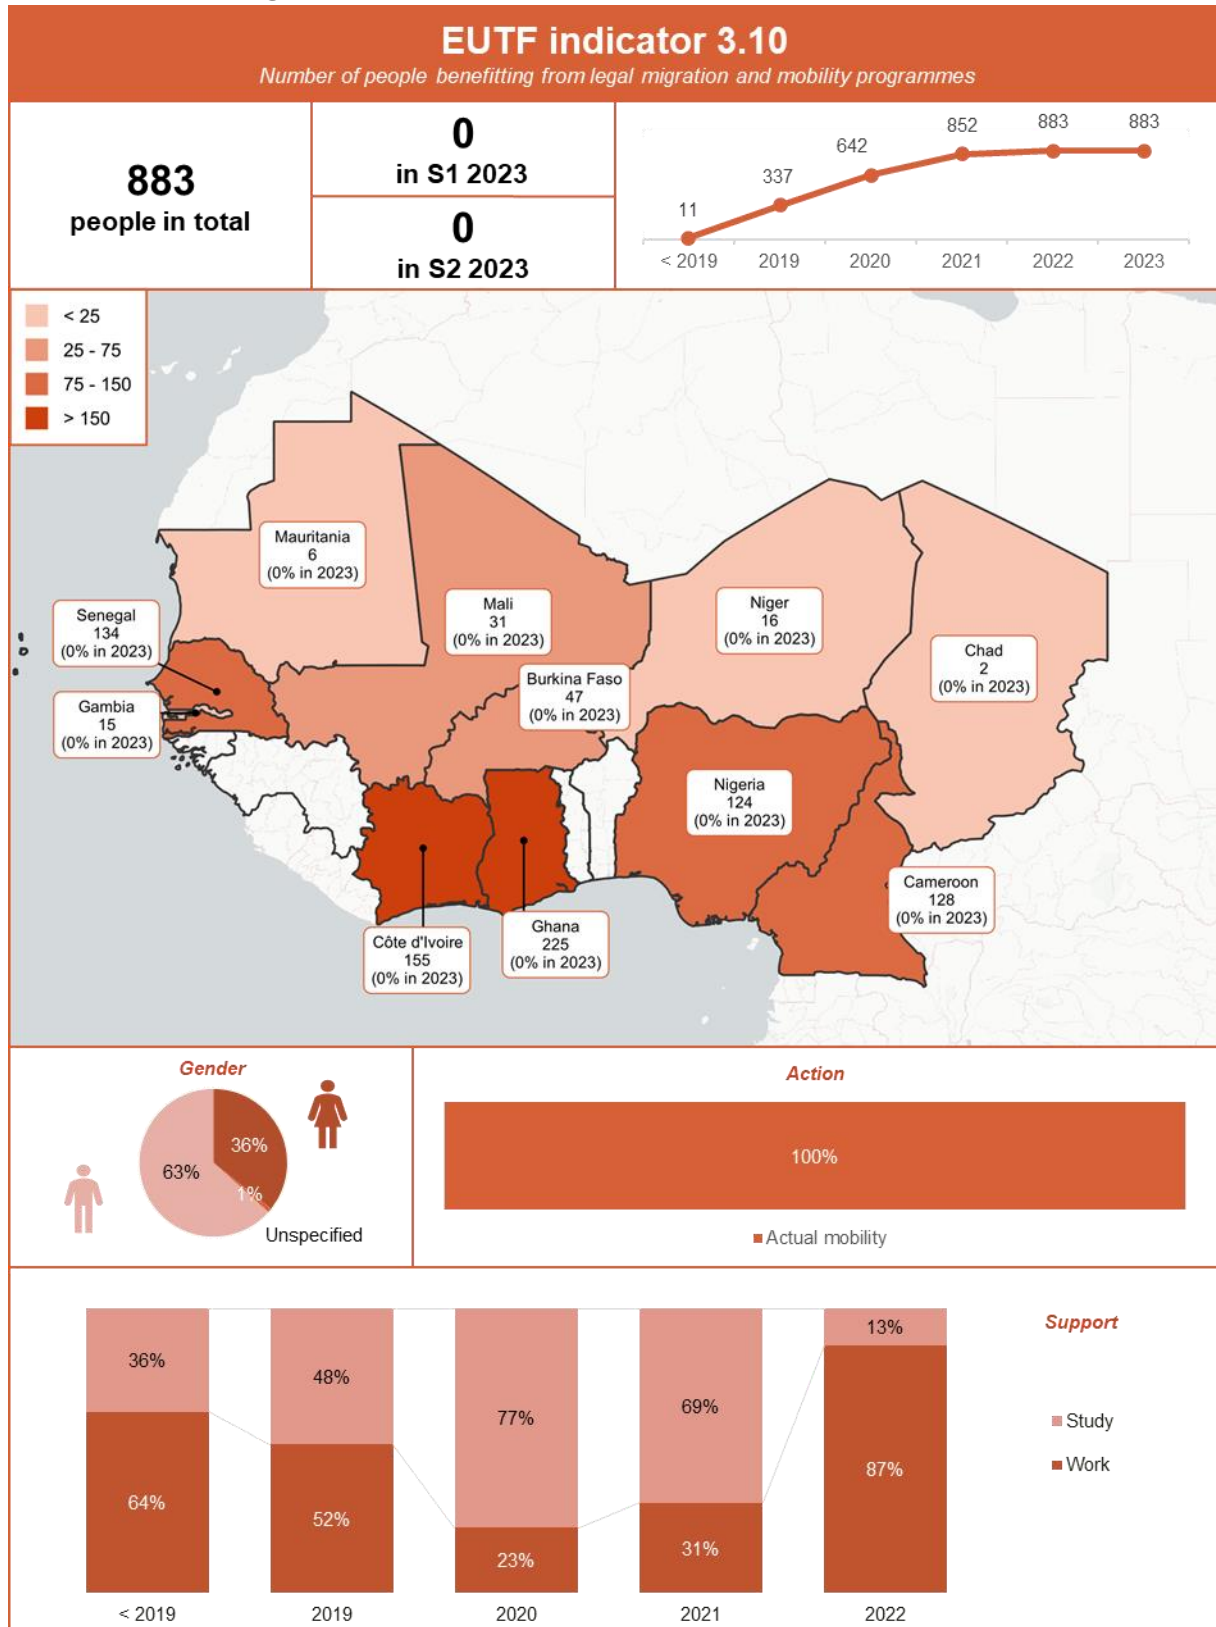 EUTF indicator 3.10
Number of people benefitting from legal migration and mobility programmes
883
people in total
0
in S1 2023
0
in S2 2023
11
337
642
852
883
883
< 2019
2019
2020
2021
2022
2023
< 25
25 - 75
75 - 150
> 150
Mauritania
6
(0% in 2023)
Mali
31
(0% in 2023)
Niger
16
(0% in 2023)
Chad
2
(0% in 2023)
Senegal
134
(0% in 2023)
Gambia
15
(0% in 2023)
Burkina Faso
47
(0% in 2023)
Nigeria
124
(0% in 2023)
Cameroon
128
(0% in 2023)
Côte d'Ivoire
155
(0% in 2023)
Ghana
225
(0% in 2023)
Gender
36%
63%
1%
Unspecified
Action
100%
Actual mobility
Support
36%
48%
77%
69%
13%
64%
52%
23%
31%
87%
Study
Work
< 2019
2019
2020
2021
2022